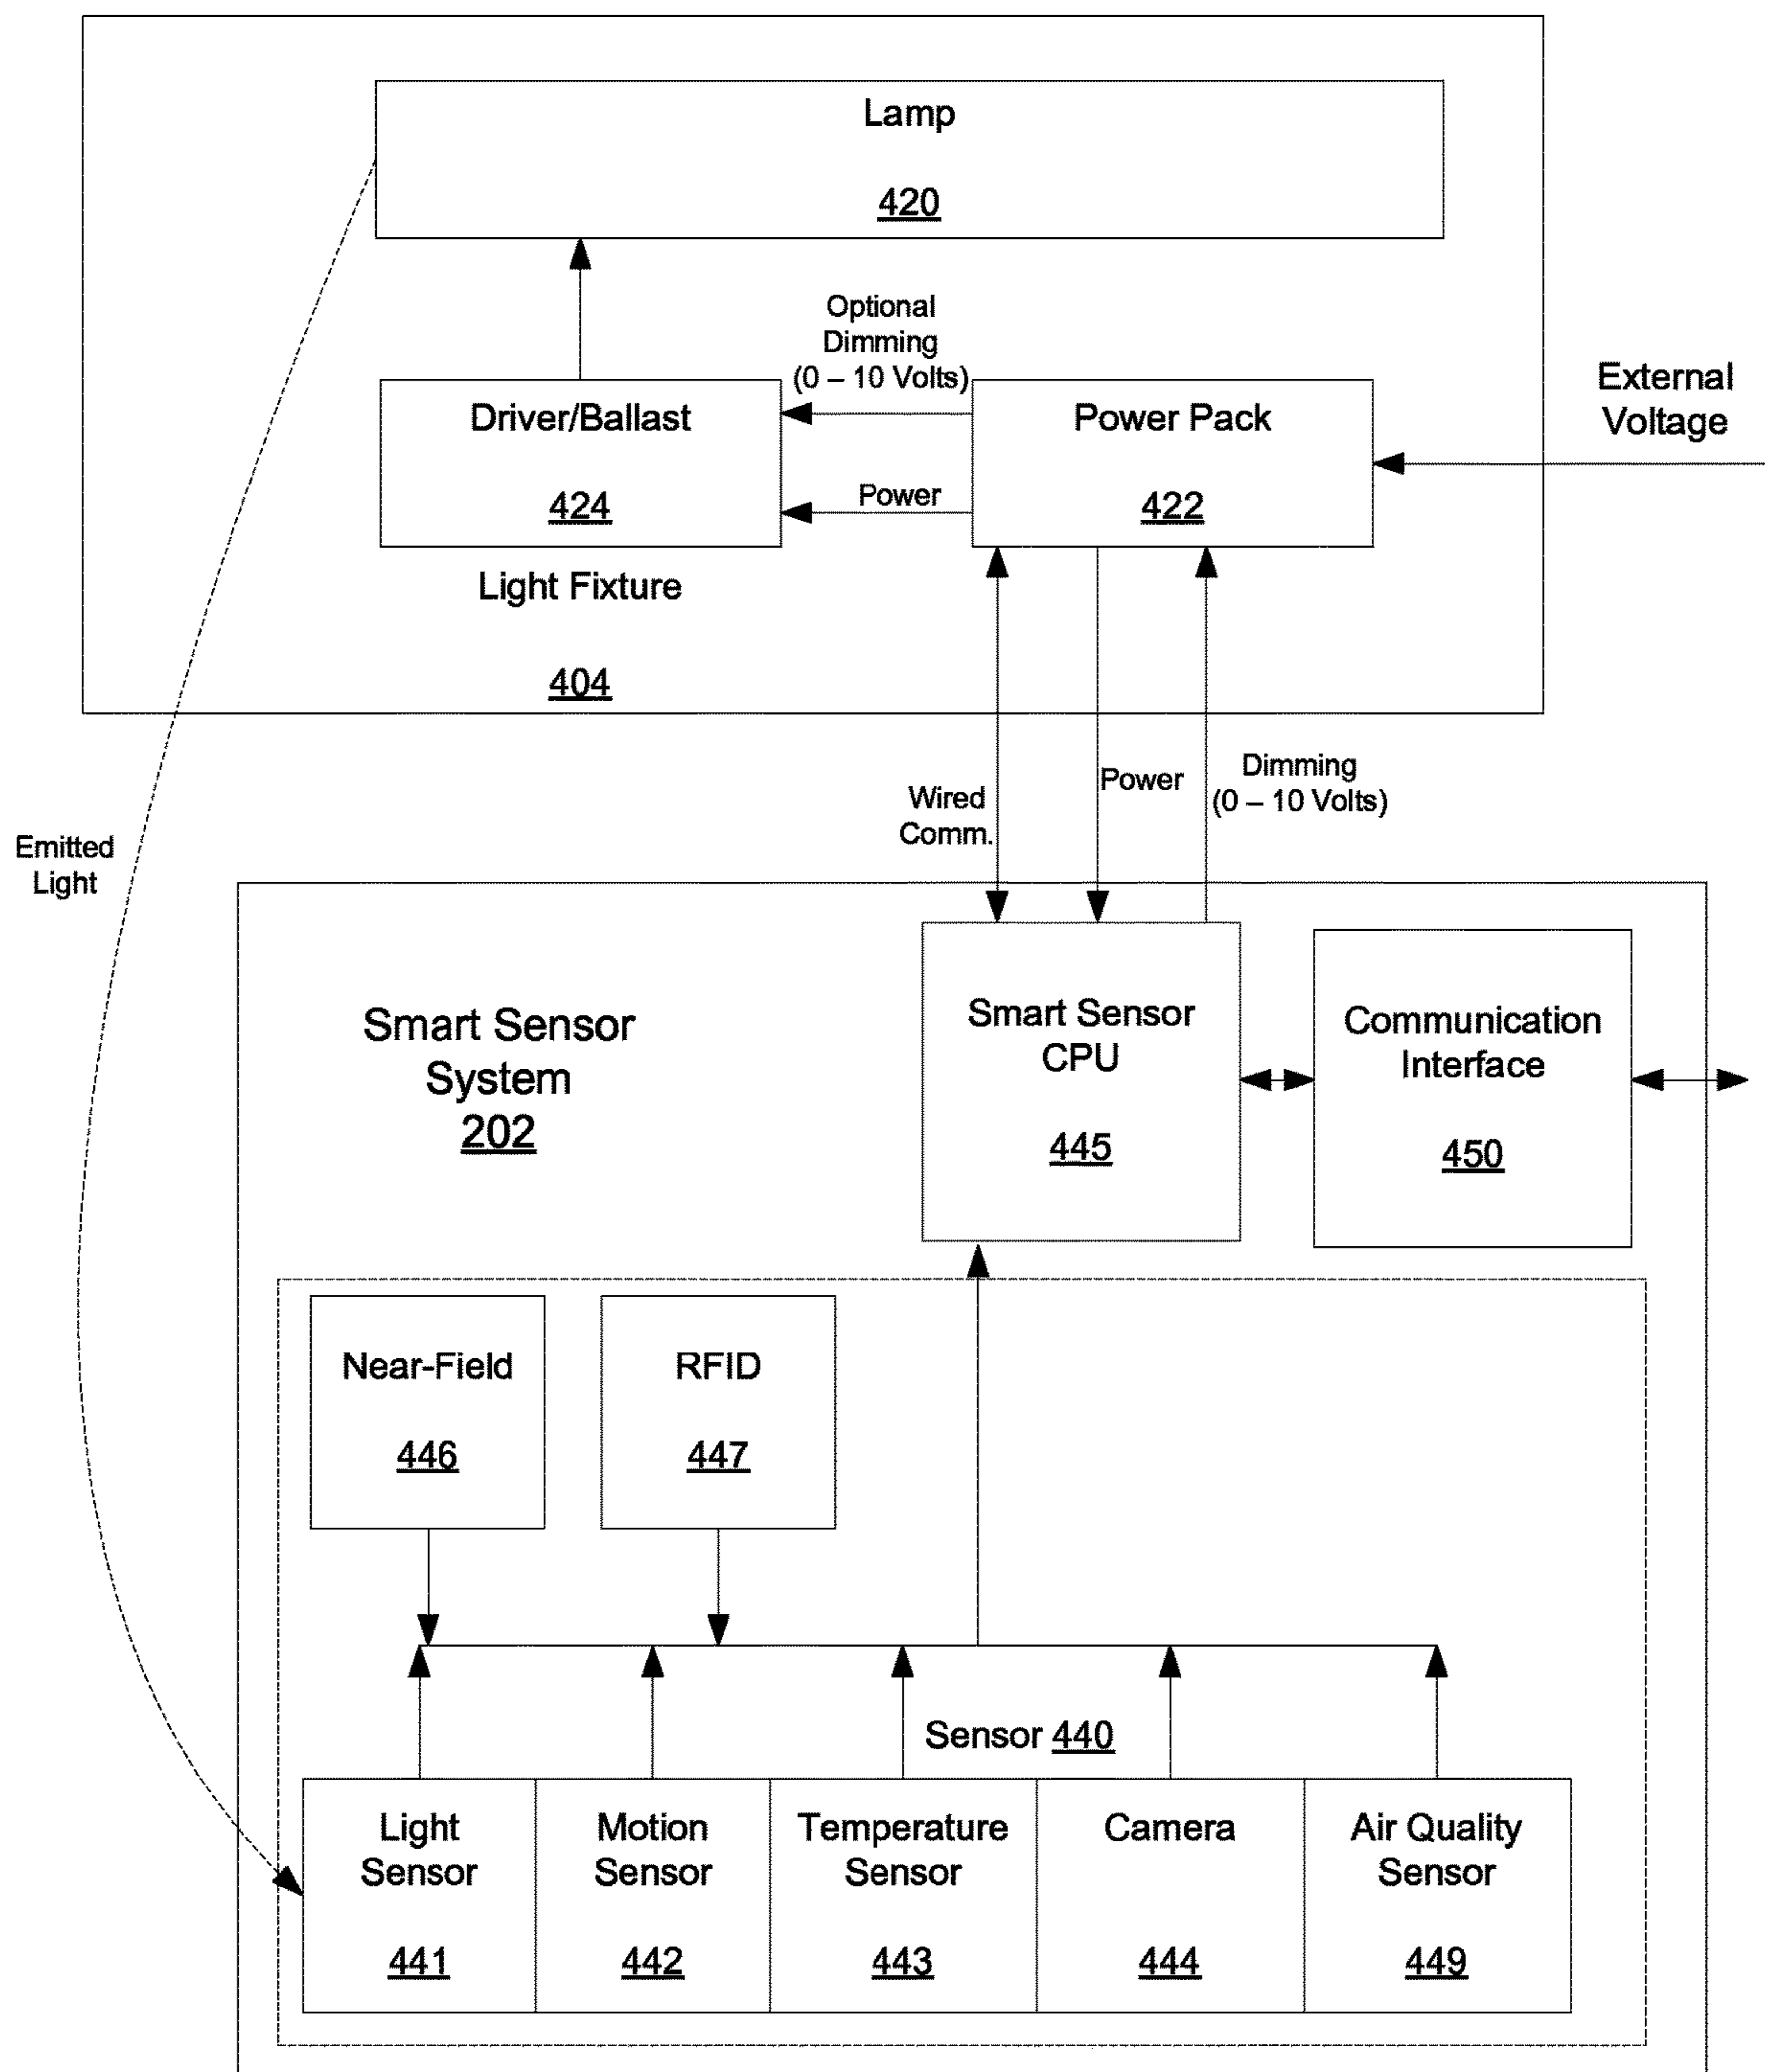 Lamp
420
Optional
Dimming
(0 – 10 Volts)
External
Voltage
Driver/Ballast
424
Power
Power Pack
422
Light Fixture
404
Wired
Comm.
Power
Dimming
(0 – 10 Volts)
Emitted
Light
Smart Sensor
System
202
Smart Sensor
CPU
445
Communication
Interface
450
Near-Field
446
RFID
447
Sensor 440
Light
Sensor
441
Motion
Sensor
442
Temperature
Sensor
443
Camera
444
Air Quality
Sensor
449